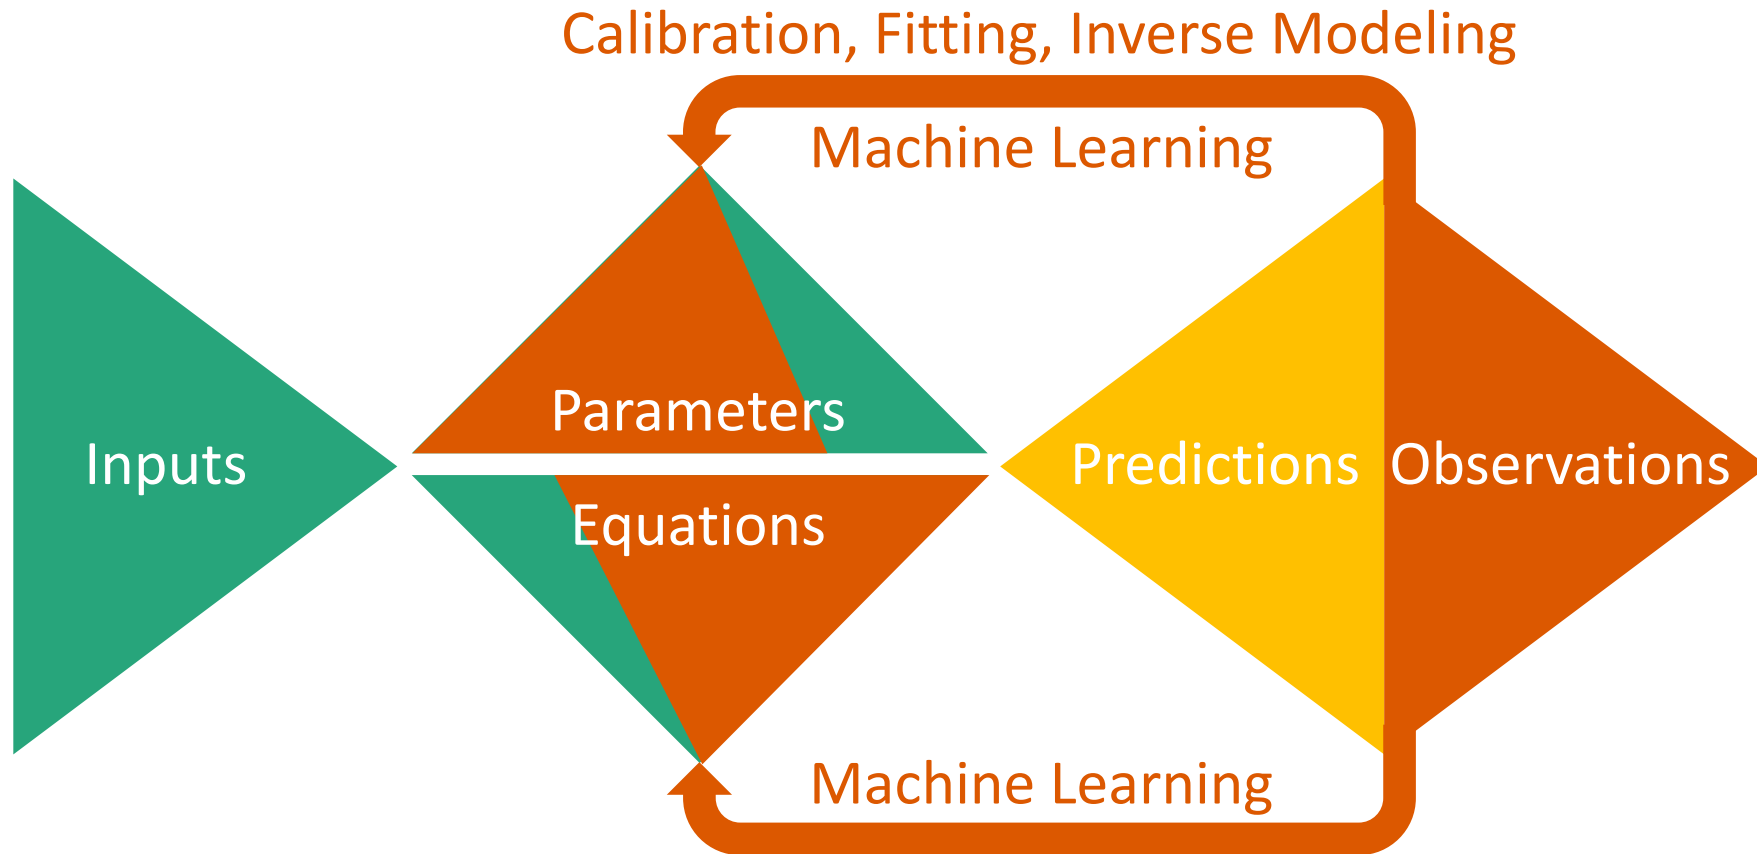 Calibration, Fitting, Inverse Modeling
Machine Learning
Parameters
Inputs
Predictions
Observations
Equations
Machine Learning